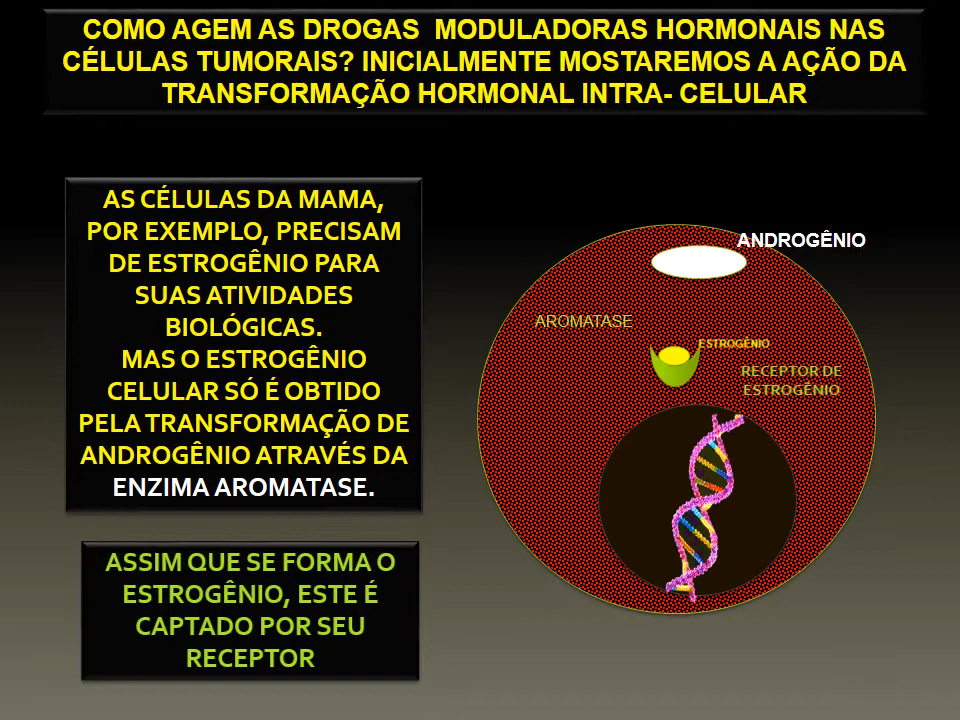 COMO AGEM AS DROGAS MODULADORAS HORMONAIS NAS
CÉLULAS TUMORAIS? INICIALMENTE MOSTAREMOS A AÇÃO DA
TRANSFORMAÇÃO HORMONAL INTRA- CELULAR
AS CÉLULAS DA MAMA,
POR EXEMPLO, PRECISAM
DE ESTROGÊNIO PARA
SUAS ATIVIDADES
BIOLÓGICAS.
MAS O ESTROGÊNIO
CELULAR SÓ É OBTIDO
PELA TRANSFORMAÇÃO DE
ANDROGÊNIO ATRAVÉS DA
ENZIMA AROMATASE.
ASSIM QUE SE FORMA O
ESTROGÊNIO, ESTE É
CAPTADO POR SEU
RECEPTOR
ANDROGÊNIO
AROMATASE
ESTROGÊNIO
RECEPTOR DE
ESTROGÊNIO